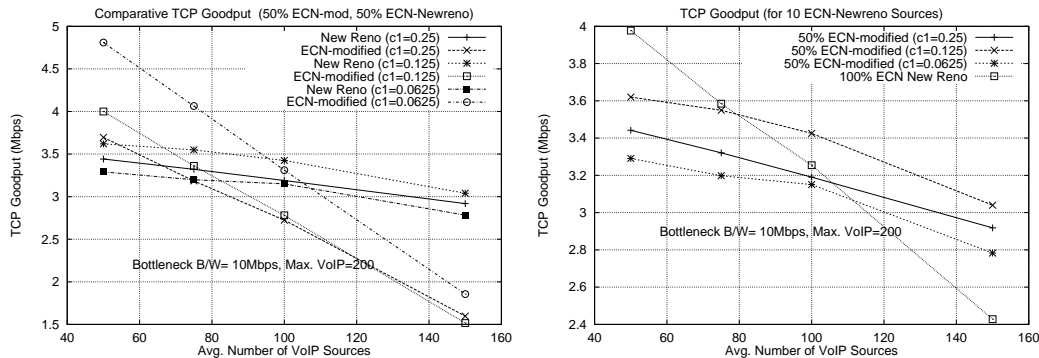 Comparative TCP Goodput (50% ECN-mod, 50% ECN-Newreno)
New Reno (c1=0.25)
ECN-modified (c1=0.25)
New Reno (c1=0.125)
ECN-modified (c1=0.125)
New Reno (c1=0.0625)
ECN-modified (c1=0.0625)
5
4.5
4
3.5
3
2.5
2
1.5
TCP Goodput (Mbps)
Bottleneck B/W= 10Mbps, Max. VoIP=200
40 60 80 100 120 140 160
Avg. Number of VoIP Sources
TCP Goodput (for 10 ECN-Newreno Sources)
50% ECN-modified (c1=0.25)
50% ECN-modified (c1=0.125)
50% ECN-modified (c1=0.0625)
100% ECN New Reno
4
3.8
3.6
3.4
3.2
3
2.8
2.6
2.4
TCP Goodput (Mbps)
Bottleneck B/W= 10Mbps, Max. VoIP=200
40 60 80 100 120 140 160
Avg. Number of VoIP Sources